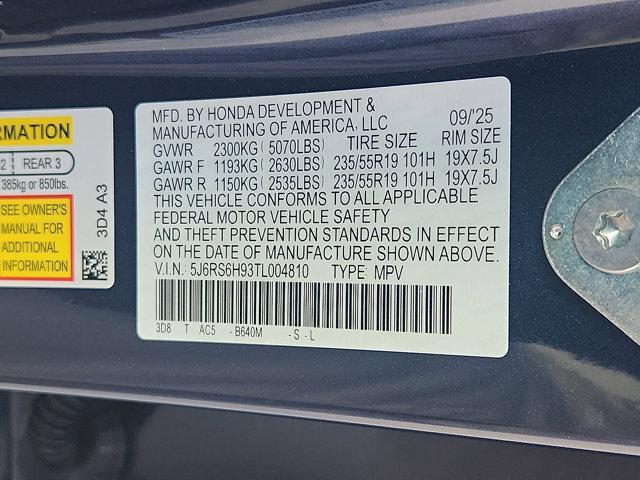 RMATION
2 REAR 3
385kg or 850lbs.
SEE OWNER'S
MANUAL FOR
ADDITIONAL
INFORMATION
3D4 A3
MFD. BY HONDA DEVELOPMENT & 09/'25
MANUFACTURING OF AMERICA, LLC
GVWR 2300KG ( 5070LBS) TIRE SIZE RIM SIZE
GAWR F 1193KG ( 2630LBS) 235/55R19 101H 19X7.5J
GAWR R 1150KG ( 2535LBS) 235/55R19 101H 19X7.5J
THIS VEHICLE CONFORMS TO ALL APPLICABLE
FEDERAL MOTOR VEHICLE SAFETY
AND THEFT PREVENTION STANDARDS IN EFFECT
ON THE DATE OF MANUFACTURE SHOWN ABOVE.
V.I.N.: 5J6RS6H93TL004810 TYPE: MPV
3D8 T AC5 - B640M - S - L